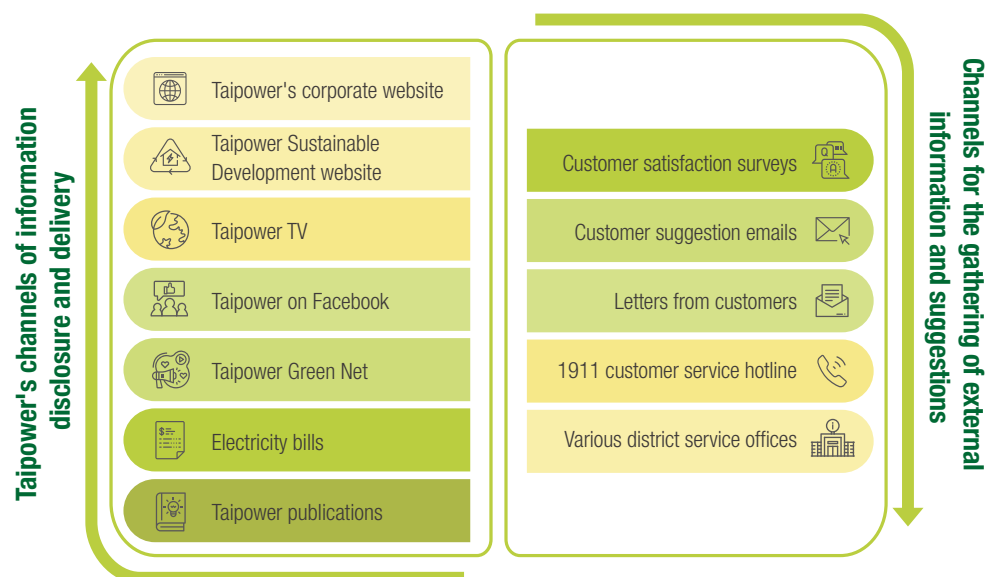 Taipower's channels of information
disclosure and delivery
Taipower's corporate website
Taipower Sustainable
Development website
Taipower TV
Taipower on Facebook
Taipower Green Net
Electricity bills
Taipower publications
Customer satisfaction surveys
Q
A
Customer suggestion emails
Letters from customers
1911 customer service hotline
Various district service offices
Channels for the gathering of external
information and suggestions